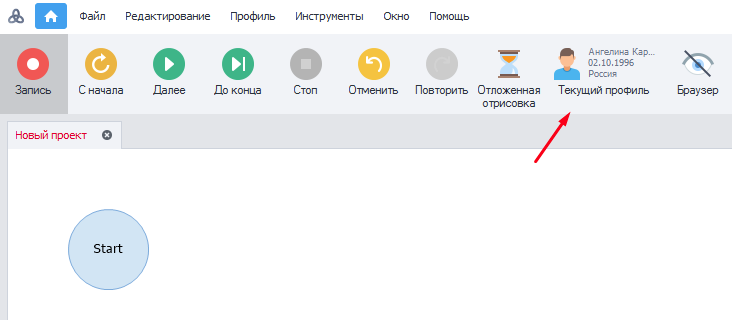 Файл Редактирование Профиль Инструменты Окно Помощь
Ангелина Кар...
02.10.1996
Россия
Запись С начала Далее До конца Стоп Отменить Повторить Отложенная отрисовка Текущий профиль Браузер
Новый проект
Start